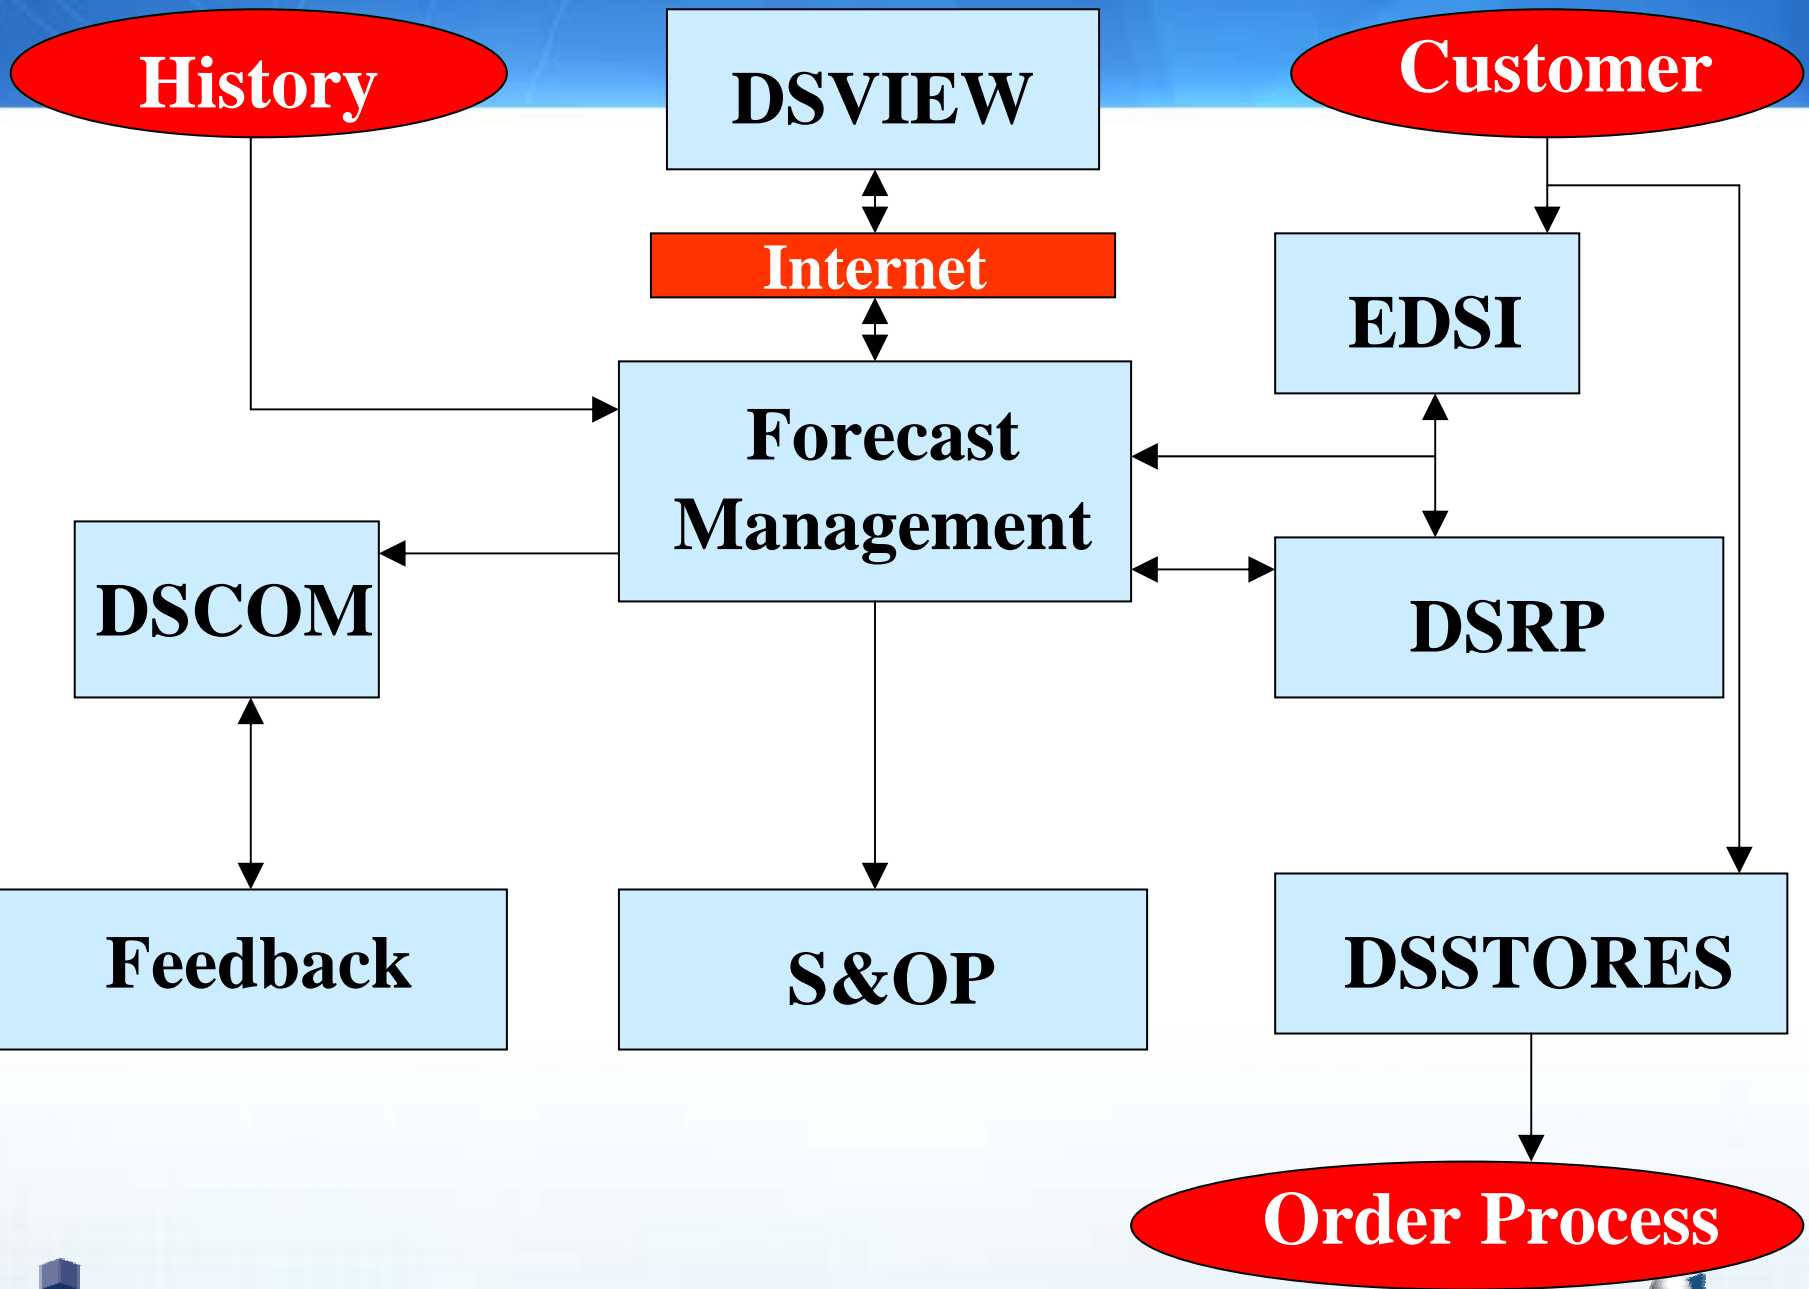 History
DSVIEW
Customer
Internet
EDSI
Forecast
Management
DSCOM
DSRP
Feedback
S&OP
DSSTORES
Order Process